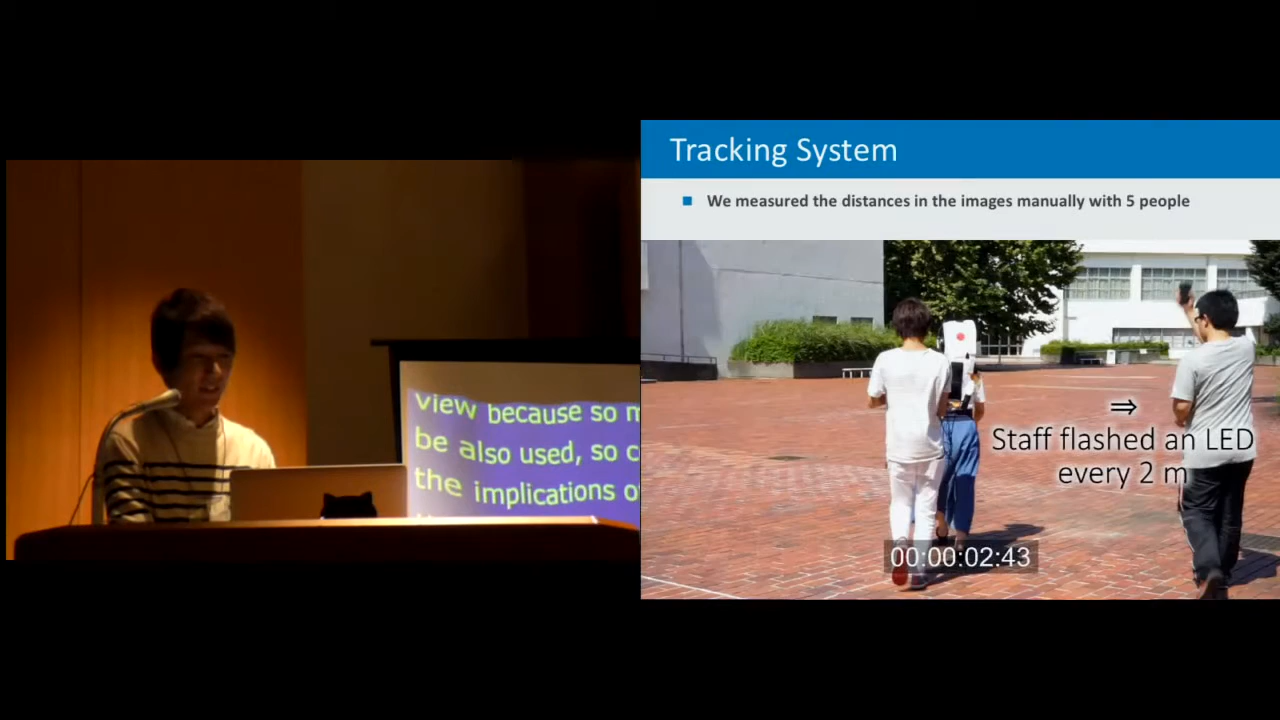 view because so
be also used, so
the implications
Tracking System
We measured the distances in the images manually with 5 people
⇒
Staff flashed an LED
every 2 m
00:00:02:43